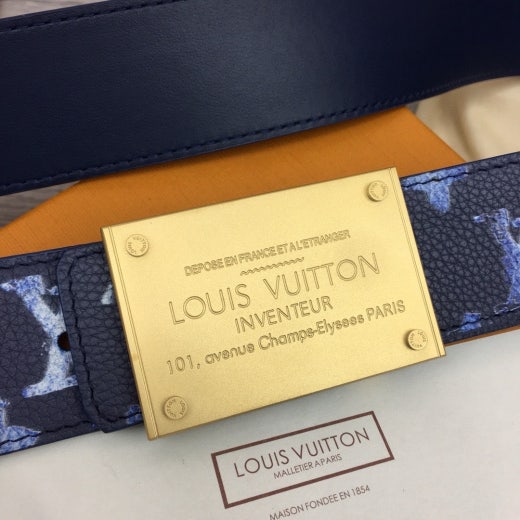 DEPOSE EN FRANCE ET A L'ETRANGER
LOUIS VUITTON
INVENTEUR
101, avenue Champs-Elysees PARIS
LOUIS VUITTON
MALLETIER A PARIS
MAISON FONDEE EN 1854